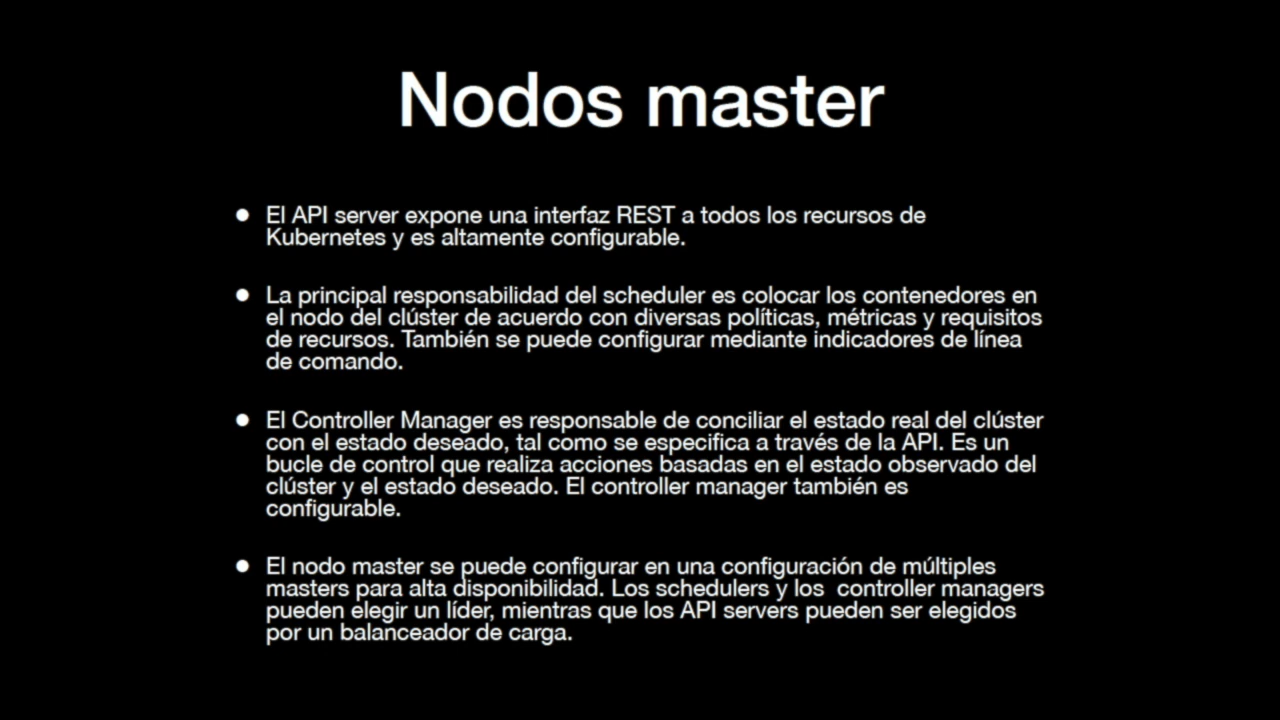 Nodos master
● El API server expone una interfaz REST a todos los recursos de
Kubernetes y es altamente configurable.
● La principal responsabilidad del scheduler es colocar los contenedores en
el nodo del clúster de acuerdo con diversas políticas, métricas y requisitos
de recursos. También se puede configurar mediante indicadores de línea
de comando.
● El Controller Manager es responsable de conciliar el estado real del clúster
con el estado deseado, tal como se especifica a través de la API. Es un
bucle de control que realiza acciones basadas en el estado observado del
clúster y el estado deseado. El controller manager también es
configurable.
● El nodo master se puede configurar en una configuración de múltiples
masters para alta disponibilidad. Los schedulers y los  controller managers
pueden elegir un líder, mientras que los API servers pueden ser elegidos
por un balanceador de carga.